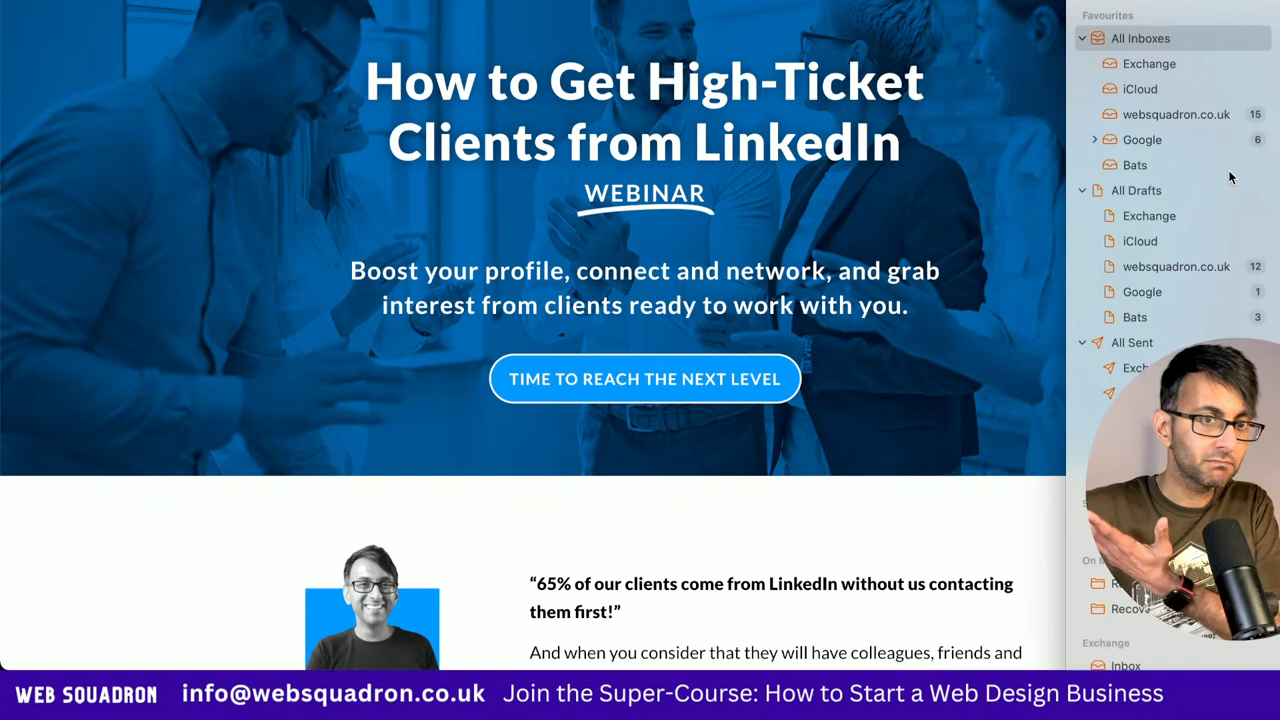 How to Get High-Ticket
Clients from LinkedIn
WEBINAR
Boost your profile, connect and network, and grab
interest from clients ready to work with you.
TIME TO REACH THE NEXT LEVEL
“65% of our clients come from LinkedIn without us contacting
them first!”
And when you consider that they will have colleagues, friends and
Favourites
All Inboxes
Exchange
iCloud
websquadron.co.uk 15
Google 6
Bats
All Drafts
Exchange
iCloud
websquadron.co.uk 12
Google 1
Bats 3
All Sent
Exchange
Inbox
WEB SQUADRON info@websquadron.co.uk Join the Super-Course: How to Start a Web Design Business